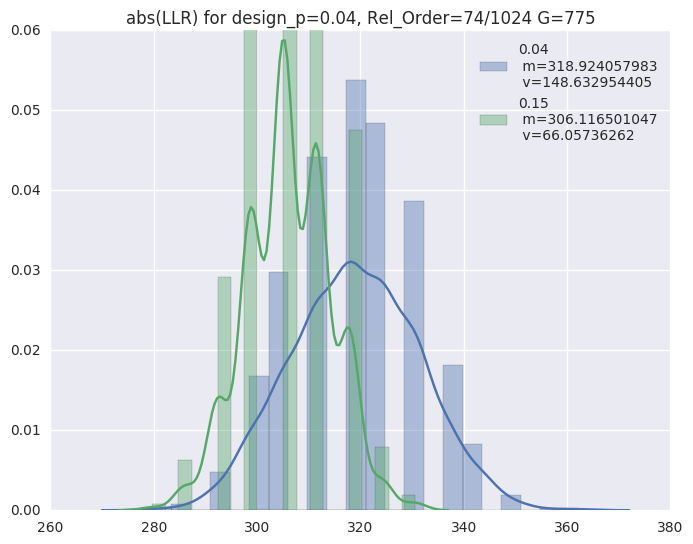 abs(LLR) for design_p=0.04, Rel_Order=74/1024 G=775
0.04
m=318.924057983
v=148.632954405
0.15
m=306.116501047
v=66.05736262
0.06
0.05
0.04
0.03
0.02
0.01
0.00
260 280 300 320 340 360 380